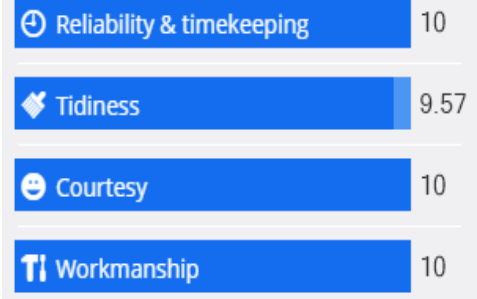 Reliability & timekeeping 10
Tidiness 9.57
Courtesy 10
Workmanship 10